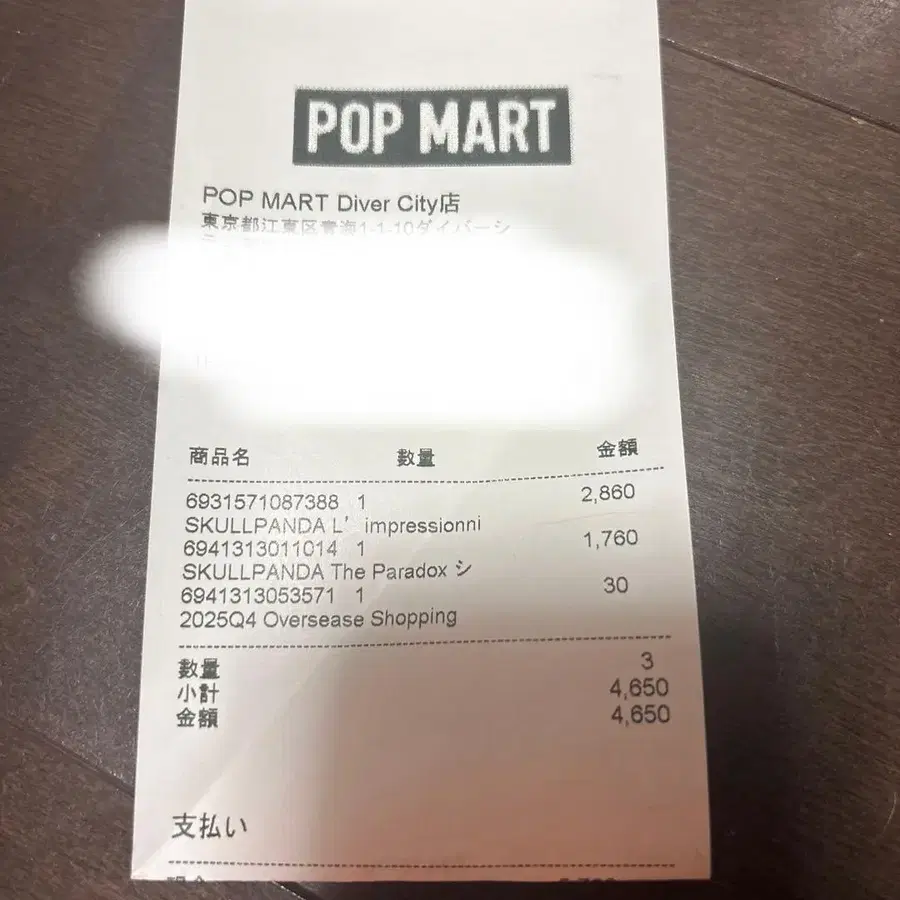 POP MART
POP MART Diver City店
東京都江東区青海1-1-10ダイバーシ
商品名 数量 金額
6931571087388 1 2,860
SKULLPANDA L’impressionni
6941313011014 1 1,760
SKULLPANDA The Paradox シ
6941313053571 1 30
2025Q4 Oversease Shopping
数量 3
小計 4,650
金額 4,650
支払い